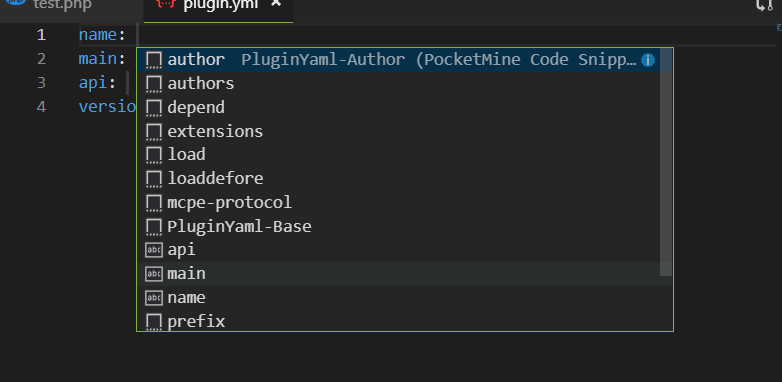 test.php plugin.yml ×
1 name:
2 main:
3 api:
4 versio
author PluginYaml-Author (PocketMine Code Snipp…
authors
depend
extensions
load
loaddefore
mcpe-protocol
PluginYaml-Base
abc api
abc main
abc name
prefix